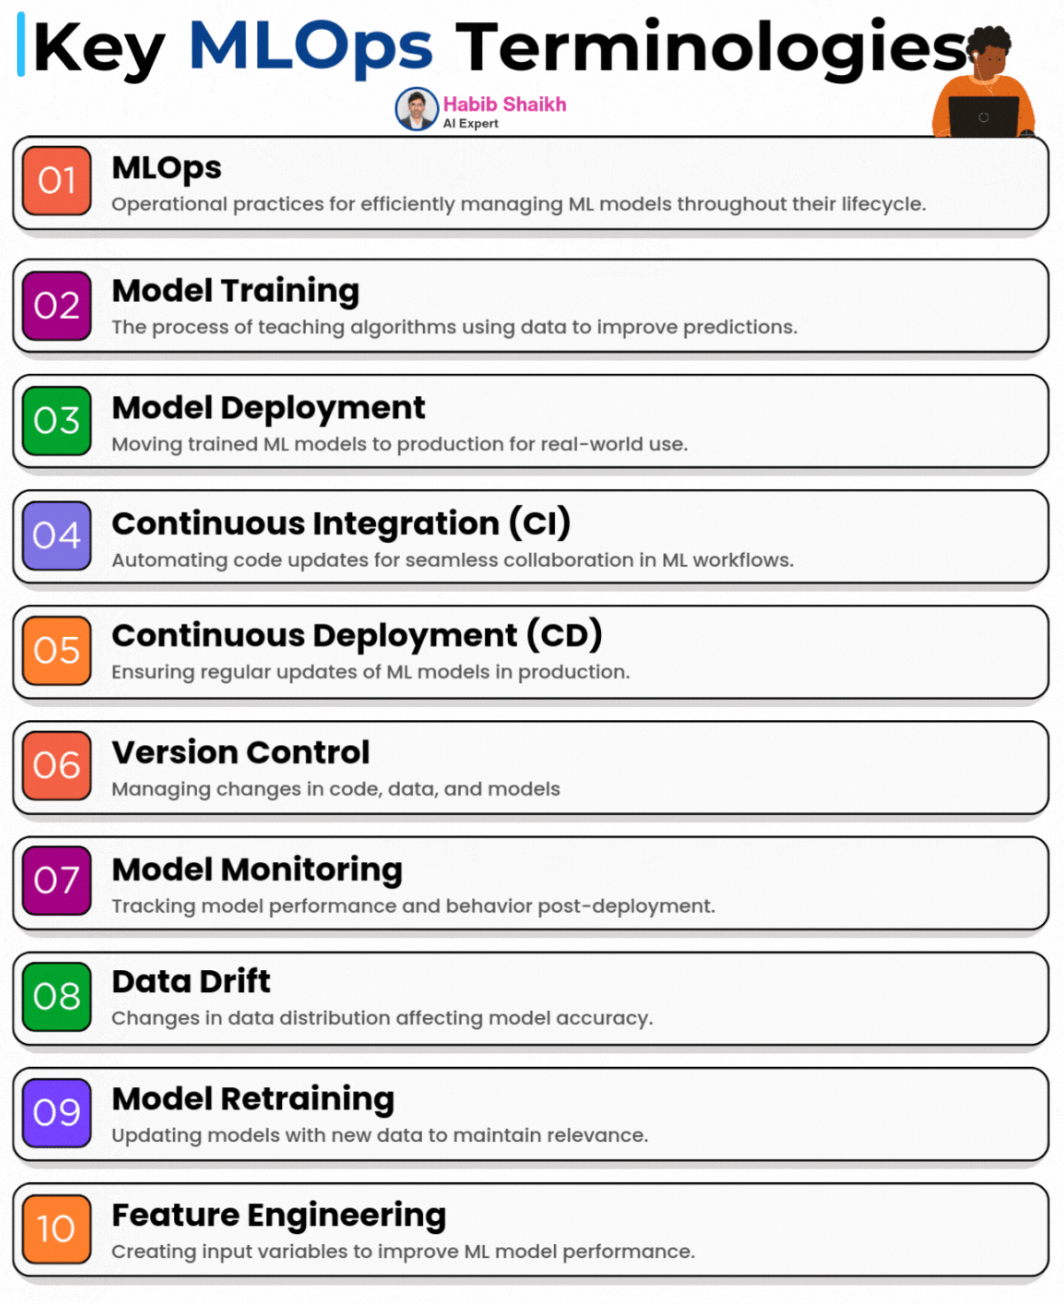 Key MLOps Terminologies
Habib Shaikh
AI Expert
01
MLOps
Operational practices for efficiently managing ML models throughout their lifecycle.
02
Model Training
The process of teaching algorithms using data to improve predictions.
03
Model Deployment
Moving trained ML models to production for real-world use.
04
Continuous Integration (CI)
Automating code updates for seamless collaboration in ML workflows.
05
Continuous Deployment (CD)
Ensuring regular updates of ML models in production.
06
Version Control
Managing changes in code, data, and models
07
Model Monitoring
Tracking model performance and behavior post-deployment.
08
Data Drift
Changes in data distribution affecting model accuracy.
09
Model Retraining
Updating models with new data to maintain relevance.
10
Feature Engineering
Creating input variables to improve ML model performance.